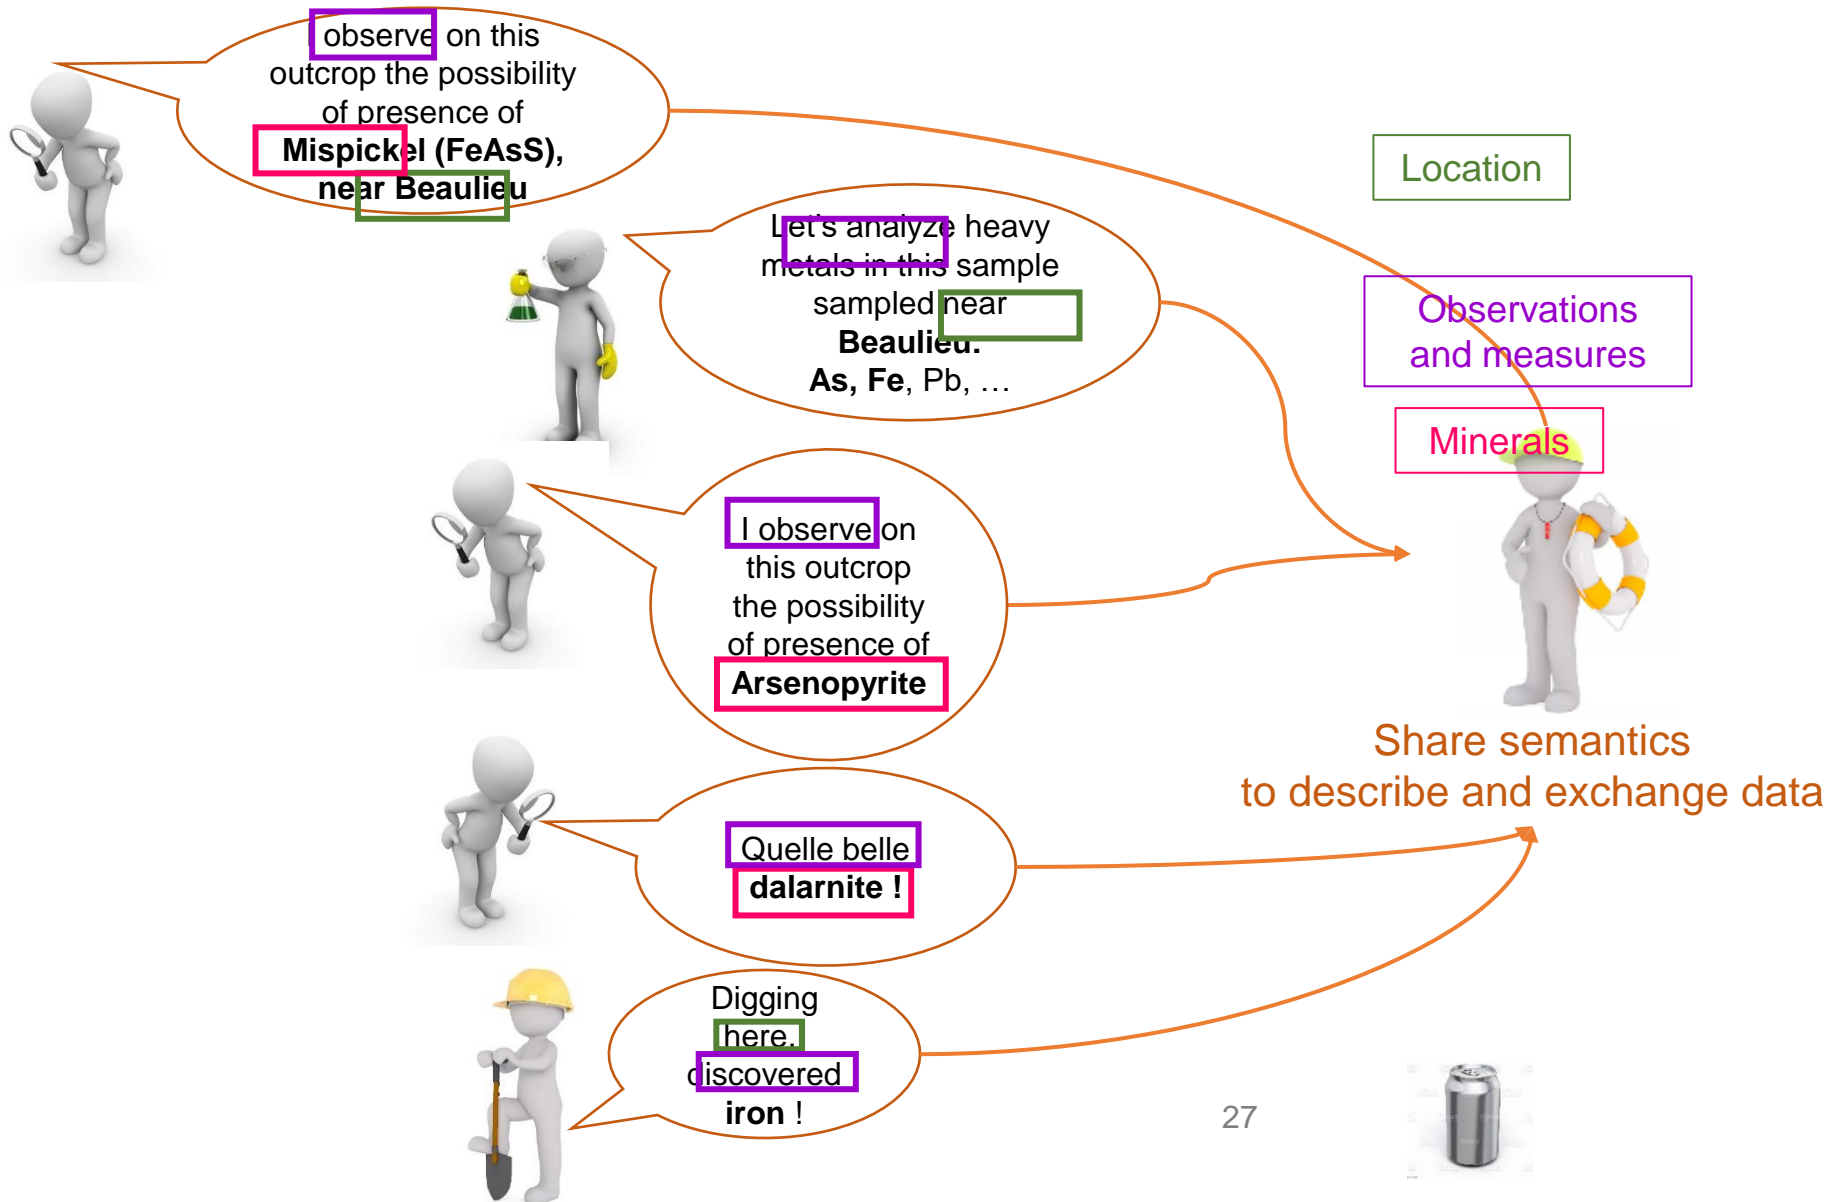 I observe on this
outcrop the possibility
of presence of
Mispickel (FeAsS),
near Beaulieu
Let's analyze heavy
metals in this sample
sampled near
Beaulieu.
As, Fe, Pb, …
I observe on
this outcrop
the possibility
of presence of
Arsenopyrite
Quelle belle
dalarnite !
Digging
here,
discovered
iron !
Location
Observations
and measures
Minerals
Share semantics
to describe and exchange data
27